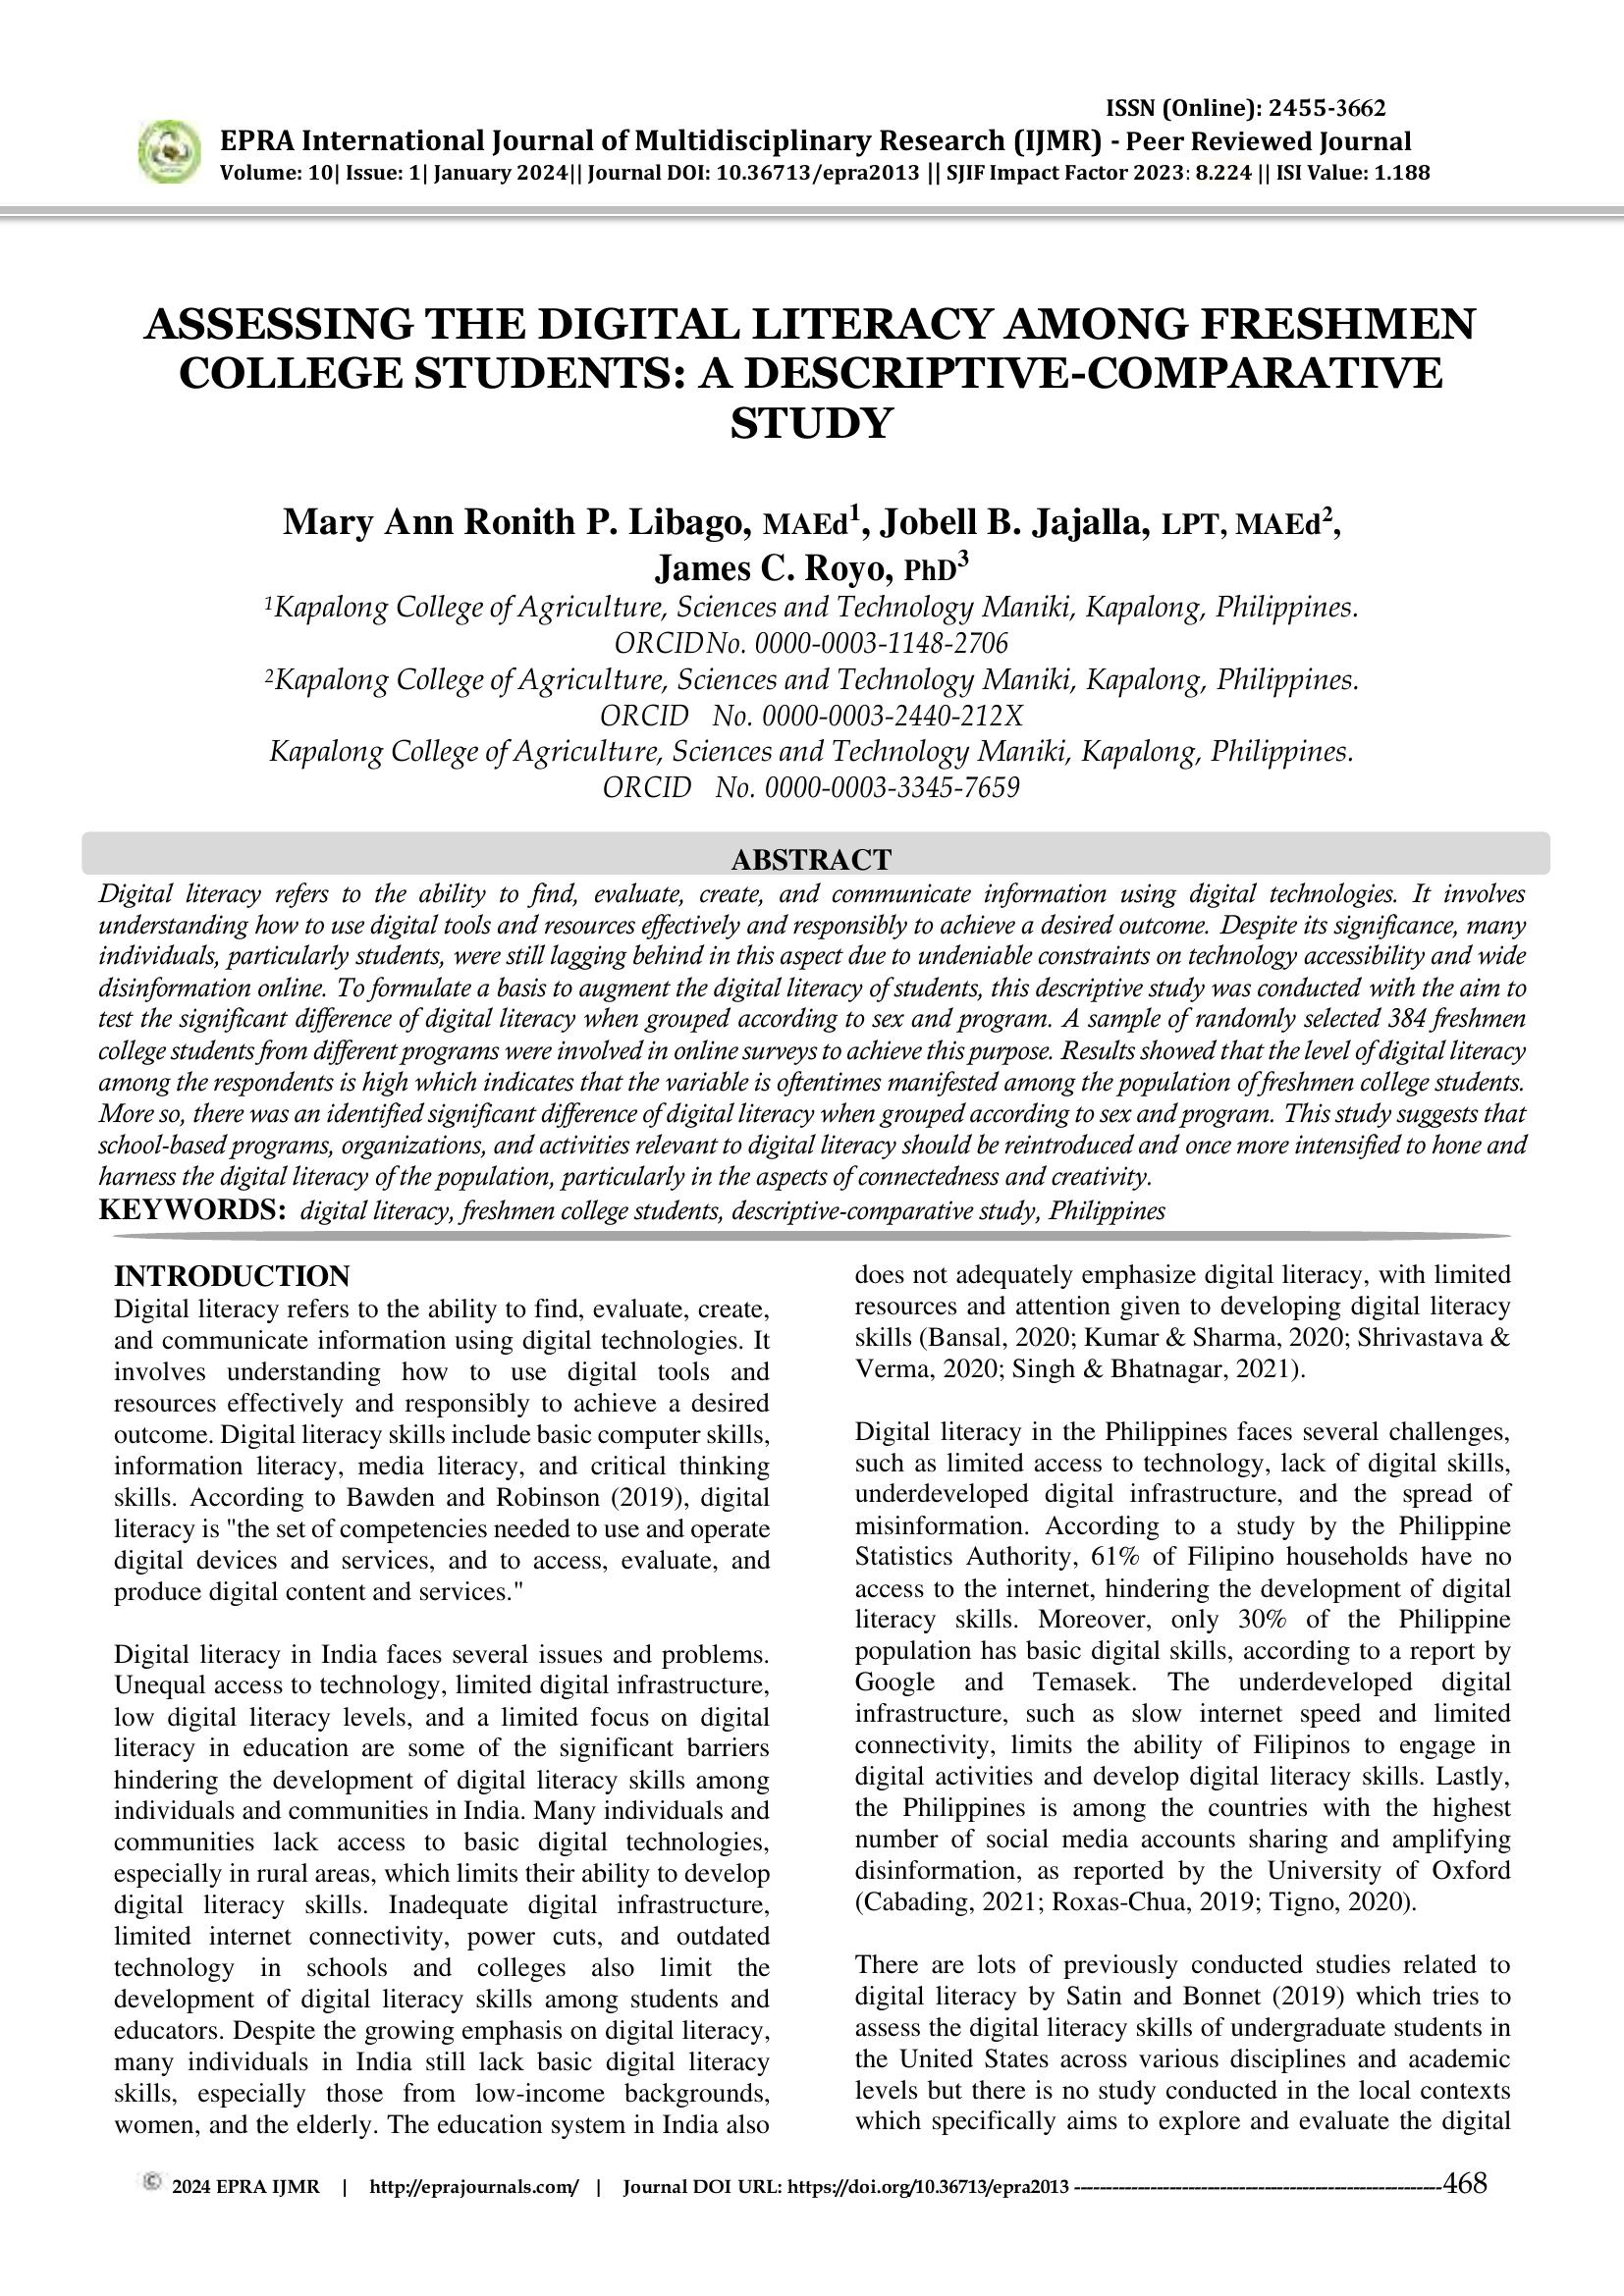 ISSN (Online): 2455-3662
EPRA International Journal of Multidisciplinary Research (IJMR) - Peer Reviewed Journal
Volume: 10| Issue: 1| January 2024|| Journal DOI: 10.36713/epra2013 || SJIF Impact Factor 2023: 8.224 || ISI Value: 1.188
ASSESSING THE DIGITAL LITERACY AMONG FRESHMEN
COLLEGE STUDENTS: A DESCRIPTIVE-COMPARATIVE
STUDY
Mary Ann Ronith P. Libago, MAEd1, Jobell B. Jajalla, LPT, MAEd2,
James C. Royo, PhD3
1Kapalong College of Agriculture, Sciences and Technology Maniki, Kapalong, Philippines.
ORCID No. 0000-0003-1148-2706
2Kapalong College of Agriculture, Sciences and Technology Maniki, Kapalong, Philippines.
ORCID No. 0000-0003-2440-212X
Kapalong College of Agriculture, Sciences and Technology Maniki, Kapalong, Philippines.
ORCID No. 0000-0003-3345-7659
ABSTRACT
Digital literacy refers to the ability to find, evaluate, create, and communicate information using digital technologies. It involves
understanding how to use digital tools and resources effectively and responsibly to achieve a desired outcome. Despite its significance, many
individuals, particularly students, were still lagging behind in this aspect due to undeniable constraints on technology accessibility and wide
disinformation online. To formulate a basis to augment the digital literacy of students, this descriptive study was conducted with the aim to
test the significant difference of digital literacy when grouped according to sex and program. A sample of randomly selected 384 freshmen
college students from different programs were involved in online surveys to achieve this purpose. Results showed that the level of digital literacy
among the respondents is high which indicates that the variable is oftentimes manifested among the population of freshmen college students.
More so, there was an identified significant difference of digital literacy when grouped according to sex and program. This study suggests that
school-based programs, organizations, and activities relevant to digital literacy should be reintroduced and once more intensified to hone and
harness the digital literacy of the population, particularly in the aspects of connectedness and creativity.
KEYWORDS: digital literacy, freshmen college students, descriptive-comparative study, Philippines
INTRODUCTION
Digital literacy refers to the ability to find, evaluate, create,
and communicate information using digital technologies. It
involves understanding how to use digital tools and
resources effectively and responsibly to achieve a desired
outcome. Digital literacy skills include basic computer skills,
information literacy, media literacy, and critical thinking
skills. According to Bawden and Robinson (2019), digital
literacy is "the set of competencies needed to use and operate
digital devices and services, and to access, evaluate, and
produce digital content and services."
Digital literacy in India faces several issues and problems.
Unequal access to technology, limited digital infrastructure,
low digital literacy levels, and a limited focus on digital
literacy in education are some of the significant barriers
hindering the development of digital literacy skills among
individuals and communities in India. Many individuals and
communities lack access to basic digital technologies,
especially in rural areas, which limits their ability to develop
digital literacy skills. Inadequate digital infrastructure,
limited internet connectivity, power cuts, and outdated
technology in schools and colleges also limit the
development of digital literacy skills among students and
educators. Despite the growing emphasis on digital literacy,
many individuals in India still lack basic digital literacy
skills, especially those from low-income backgrounds,
women, and the elderly. The education system in India also
does not adequately emphasize digital literacy, with limited
resources and attention given to developing digital literacy
skills (Bansal, 2020; Kumar & Sharma, 2020; Shrivastava &
Verma, 2020; Singh & Bhatnagar, 2021).
Digital literacy in the Philippines faces several challenges,
such as limited access to technology, lack of digital skills,
underdeveloped digital infrastructure, and the spread of
misinformation. According to a study by the Philippine
Statistics Authority, 61% of Filipino households have no
access to the internet, hindering the development of digital
literacy skills. Moreover, only 30% of the Philippine
population has basic digital skills, according to a report by
Google and Temasek. The underdeveloped digital
infrastructure, such as slow internet speed and limited
connectivity, limits the ability of Filipinos to engage in
digital activities and develop digital literacy skills. Lastly,
the Philippines is among the countries with the highest
number of social media accounts sharing and amplifying
disinformation, as reported by the University of Oxford
(Cabading, 2021; Roxas-Chua, 2019; Tigno, 2020).
There are lots of previously conducted studies related to
digital literacy by Satin and Bonnet (2019) which tries to
assess the digital literacy skills of undergraduate students in
the United States across various disciplines and academic
levels but there is no study conducted in the local contexts
which specifically aims to explore and evaluate the digital
© 2024 EPRA IJMR | http://eprajournals.com/ | Journal DOI URL: https://doi.org/10.36713/epra2013 -----------------------------------------------------------468